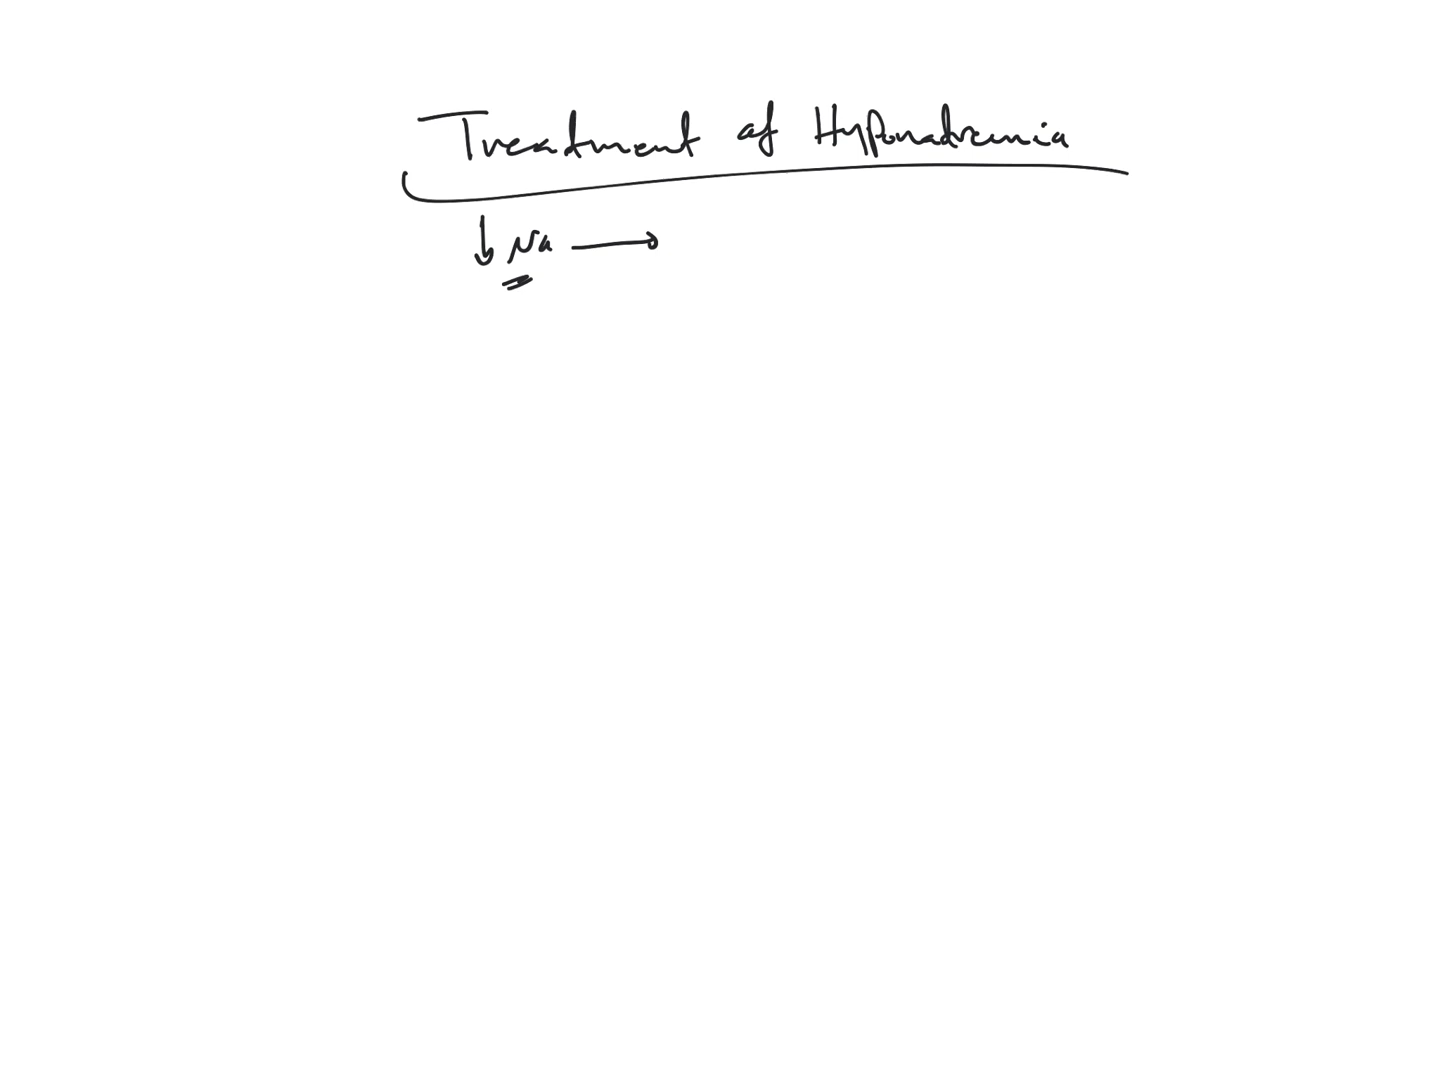 Treatment of Hyponatremia
↓ Na →